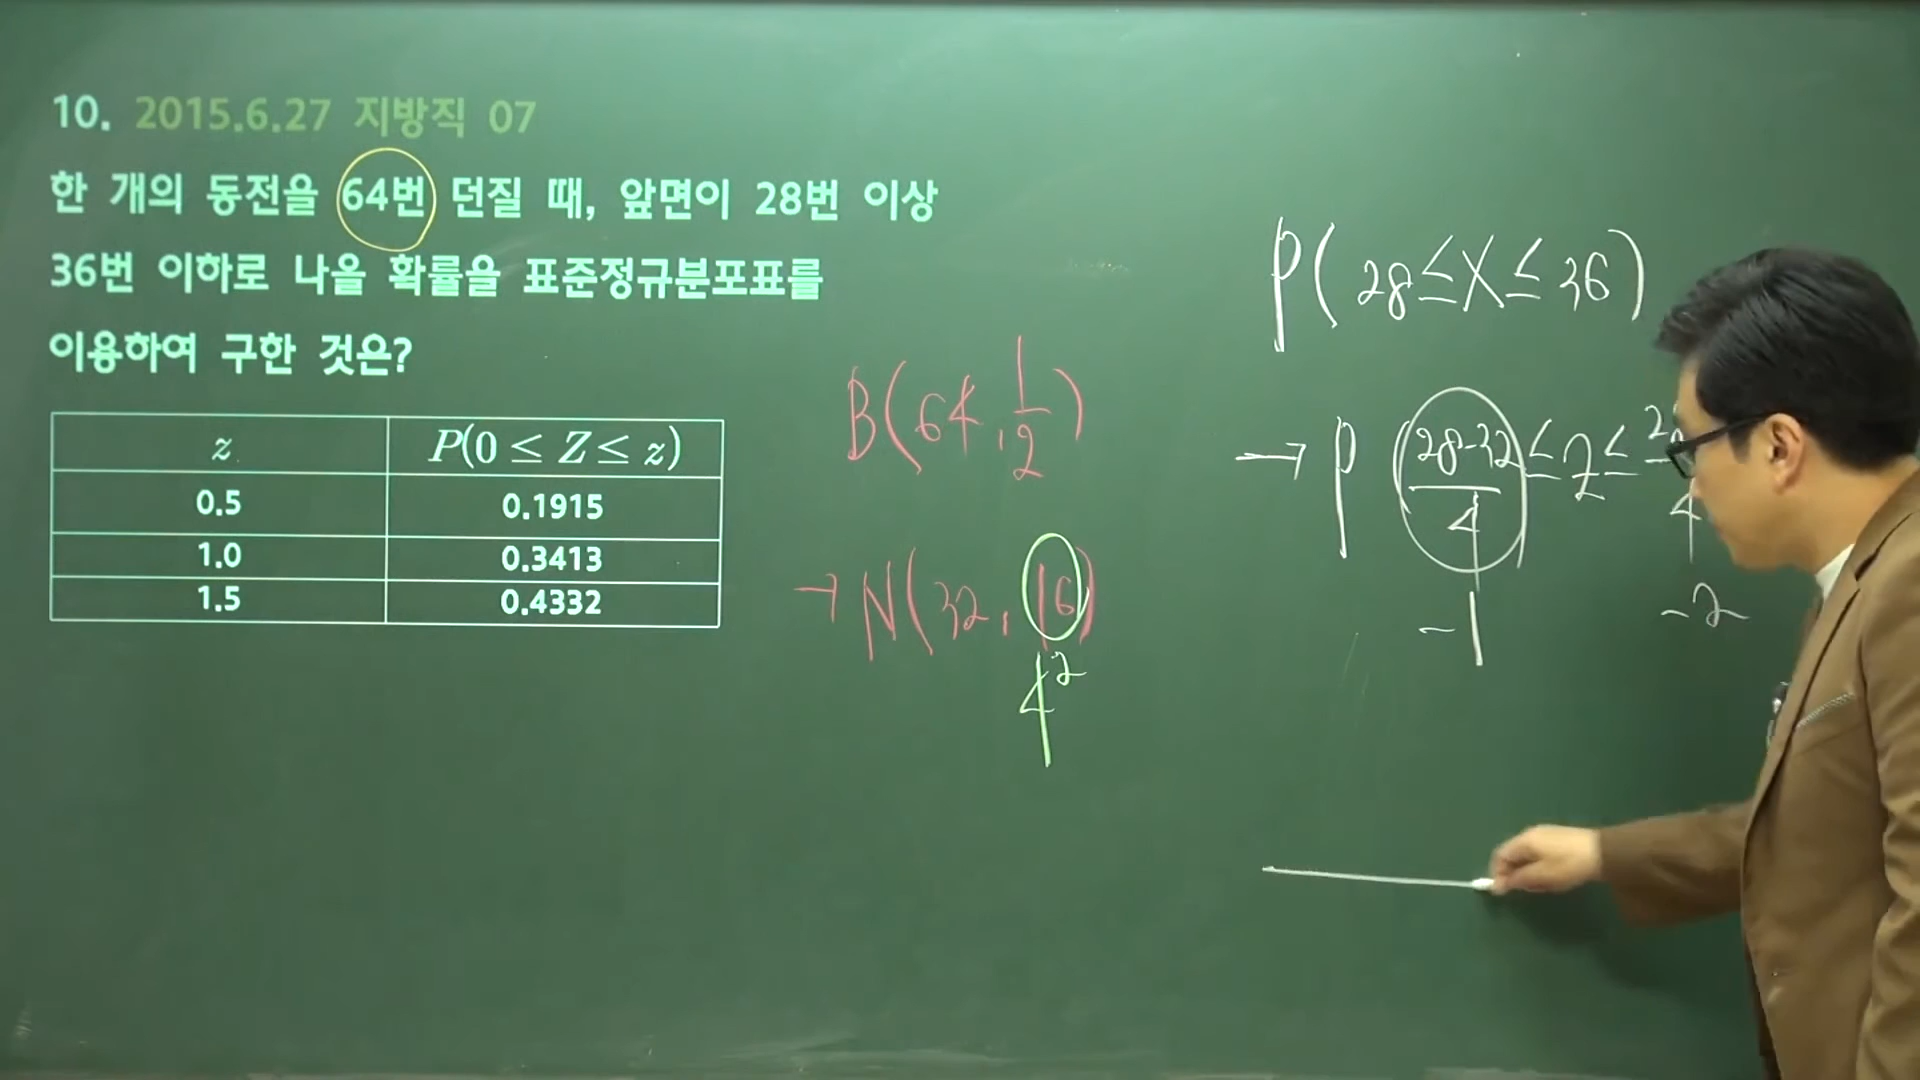 10. 2015.6.27 지방직 07
한 개의 동전을 64번 던질 때, 앞면이 28번 이상
36번 이하로 나올 확률을 표준정규분포표를
이용하여 구한 것은?
z P(0 ≤ Z ≤ z)
0.5 0.1915
1.0 0.3413
1.5 0.4332
B(64, 1/2)
→ N(32, 16)
4²
P(28 ≤ X ≤ 36)
→ P(28-32/4 ≤ Z ≤ 2
4
-1
-2